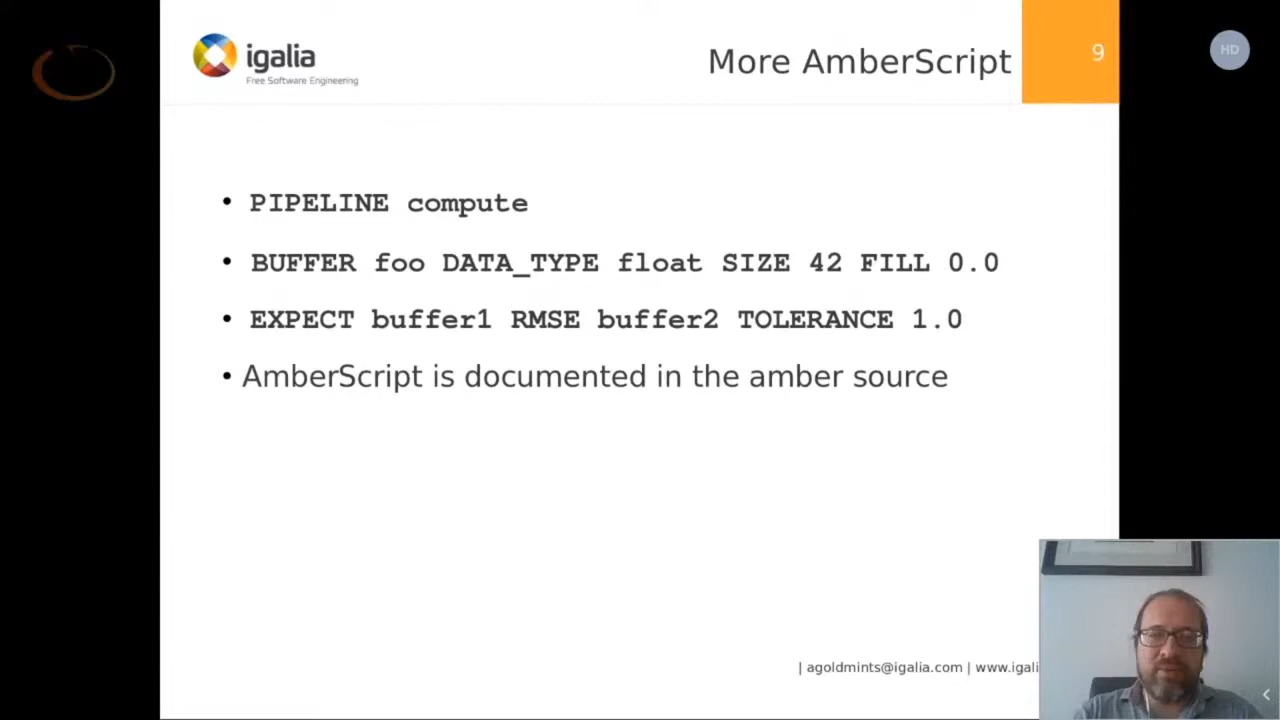 igalia
Free Software Engineering
More AmberScript
9
HD
• PIPELINE compute
• BUFFER foo DATA_TYPE float SIZE 42 FILL 0.0
• EXPECT buffer1 RMSE buffer2 TOLERANCE 1.0
• AmberScript is documented in the amber source
| agoldmints@igalia.com | www.igali